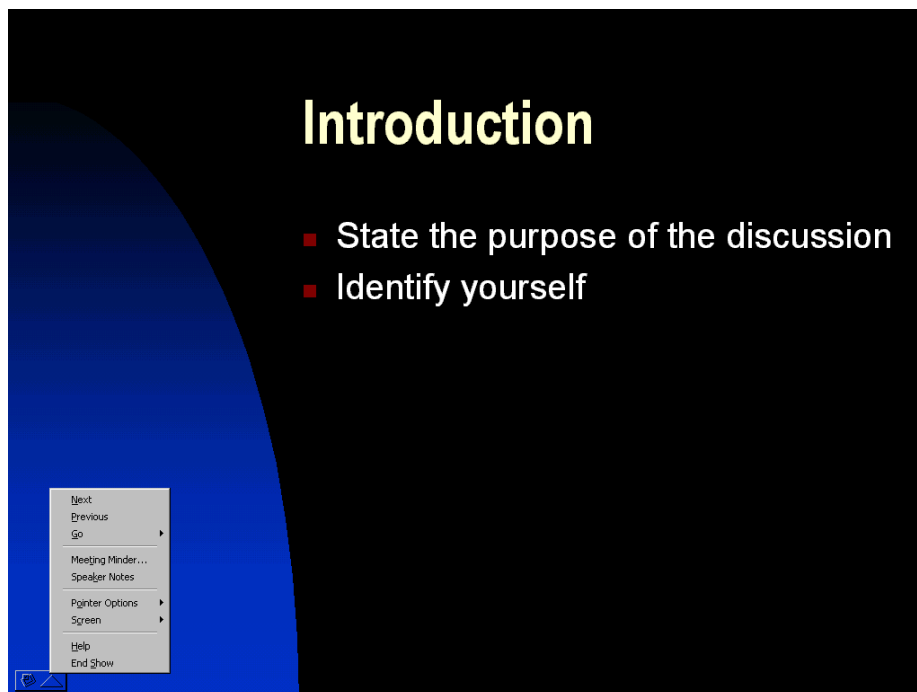 Introduction
State the purpose of the discussion
Identify yourself
Next
Previous
Go
Meeting Minder...
Speaker Notes
Pointer Options
Screen
Help
End Show